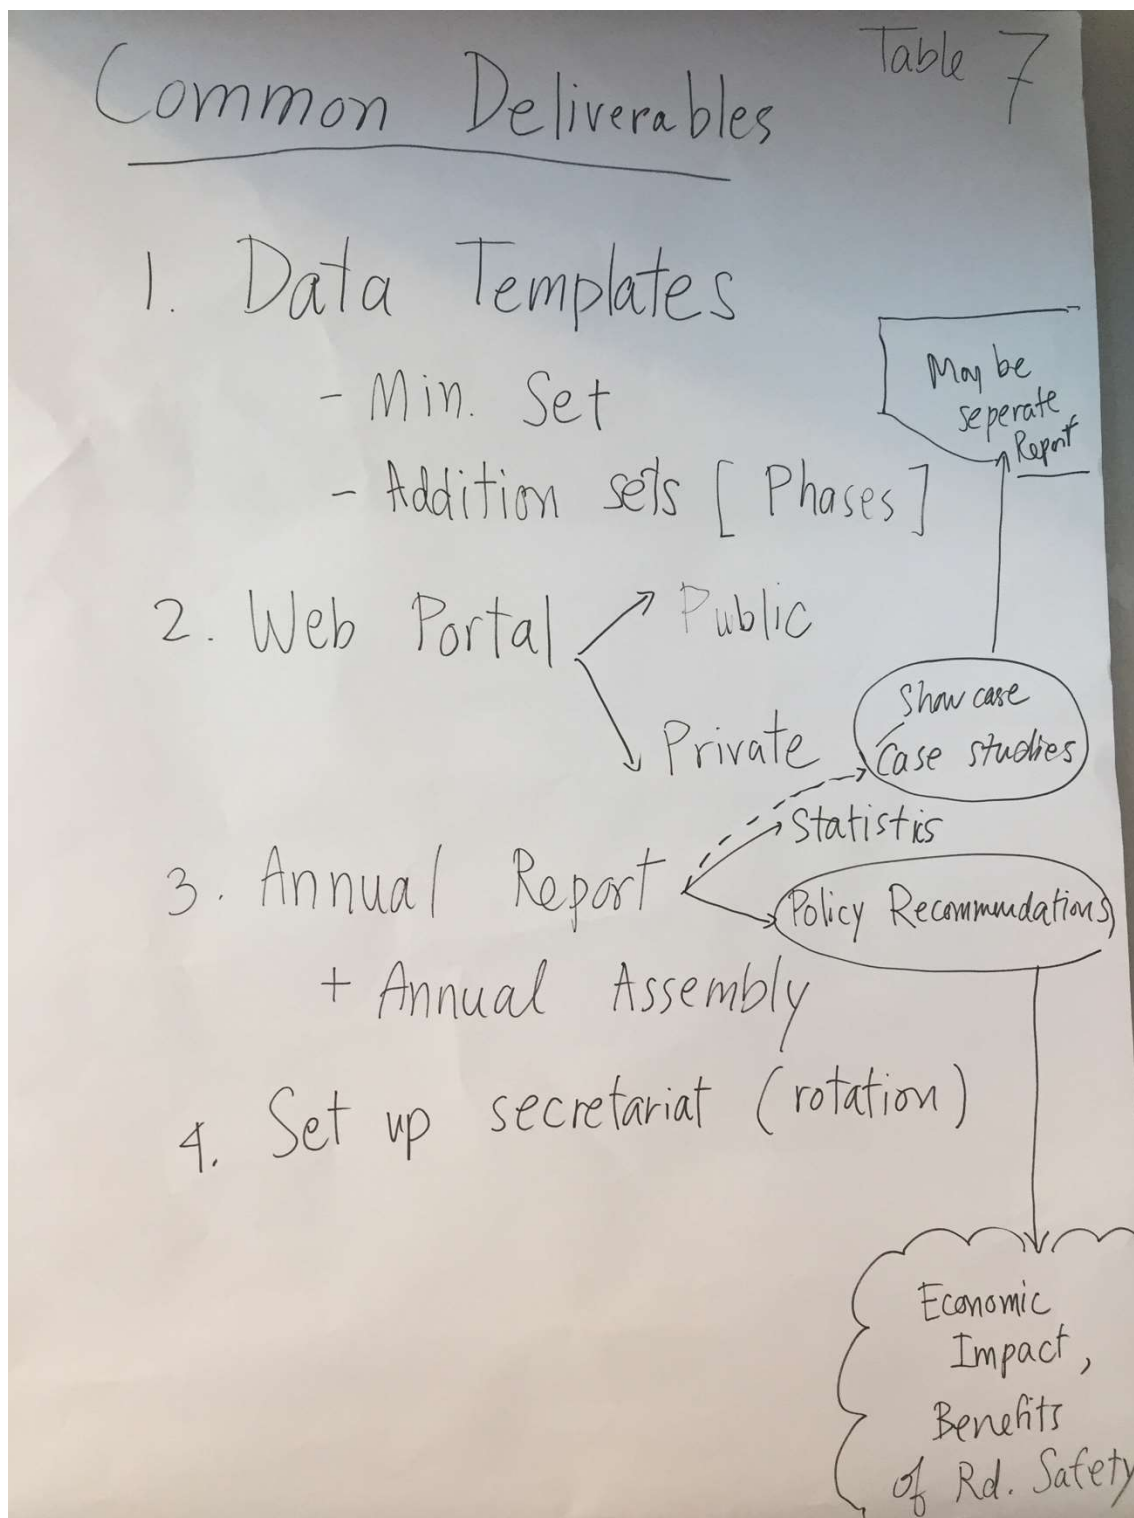 Table 7
Common Deliverables
1. Data Templates
- Min. Set
- Addition sets [Phases]
May be
seperate
Report
2. Web Portal
Public
Private
Show case
Case studies
Statistics
3. Annual Report
Policy Recommendations
+ Annual Assembly
4. Set up secretariat (rotation)
Economic
Impact,
Benefits
of Rd. Safety